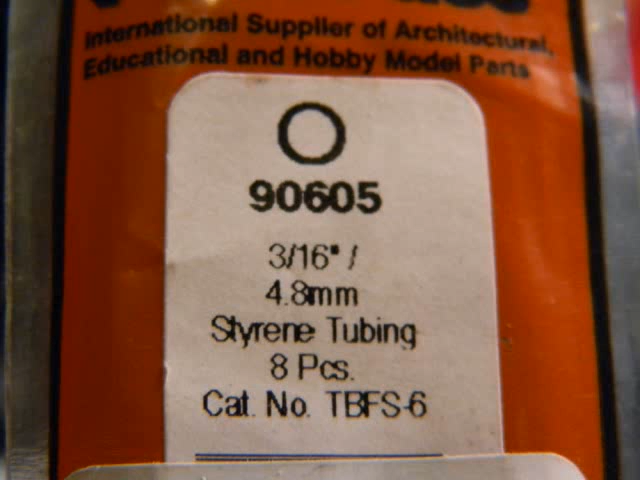 International Supplier of Architectural,
Educational and Hobby Model Parts
90605
3/16" /
4.8mm
Styrene Tubing
8 Pcs.
Cat. No. TBFS-6